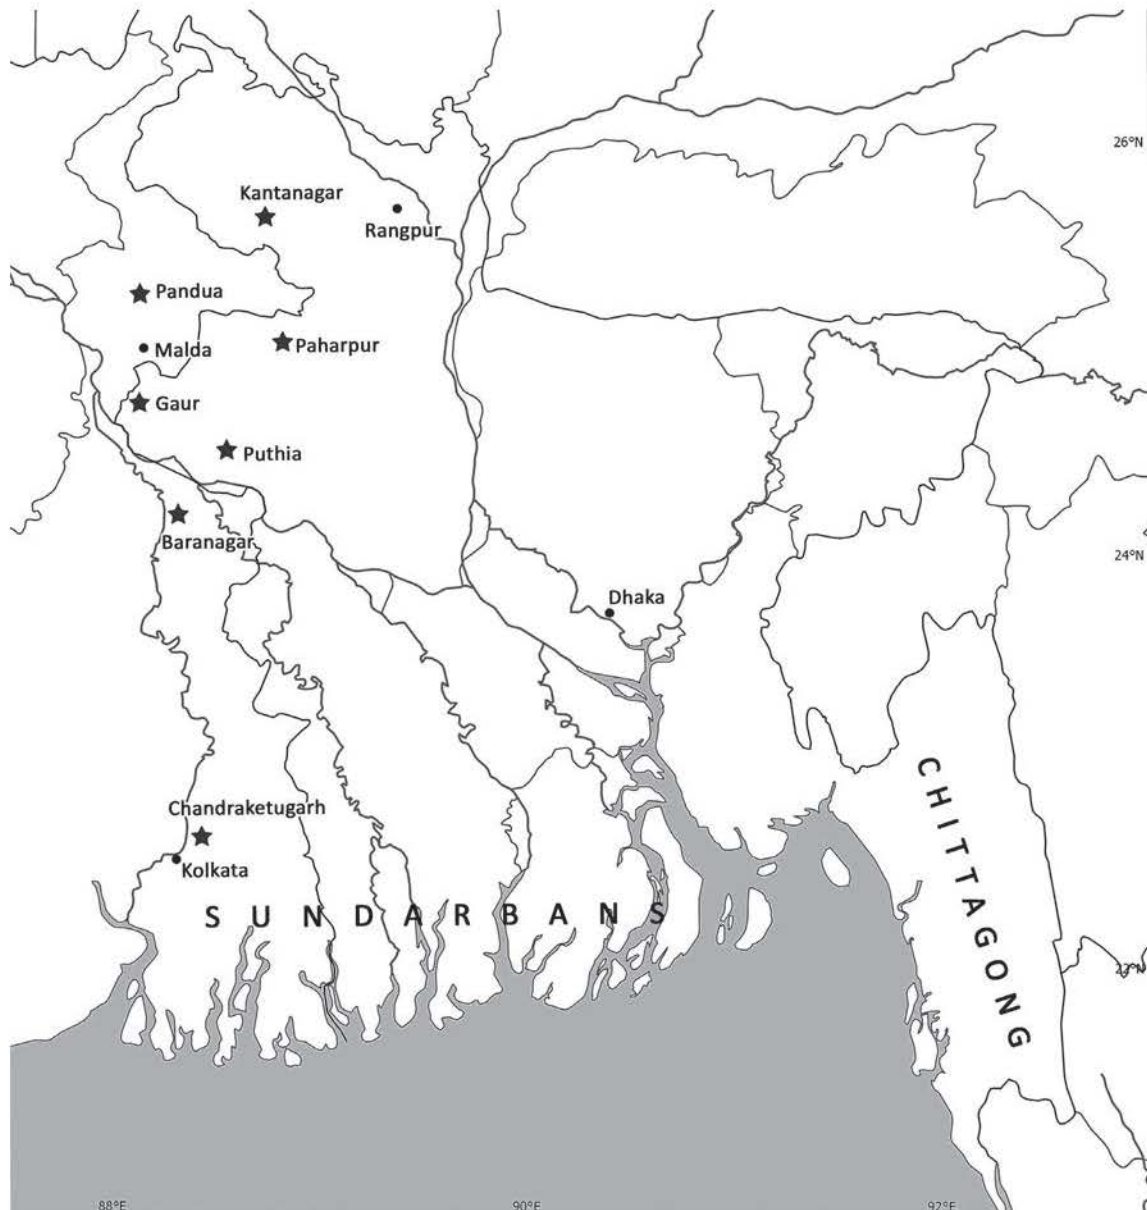 26°N
Kantanagar
Rangpur
Pandua
Malda
Paharpur
Gaur
Puthia
Baranagar
24°N
Dhaka
CHITTAGONG
Chandraketugarh
Kolkata
SUNDARBANS
88°E
90°E
92°E